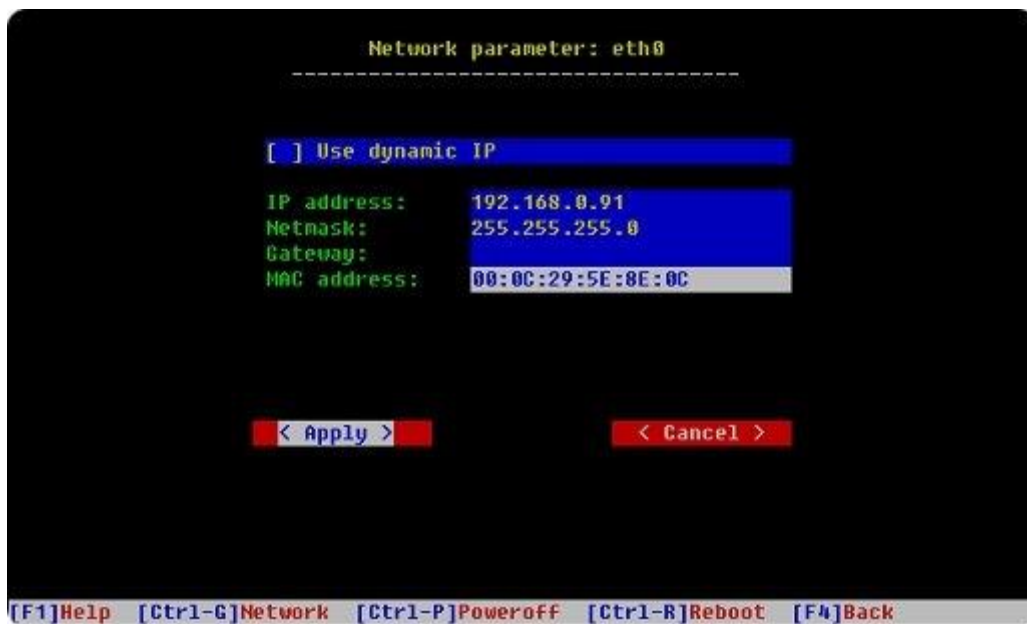 Network parameter: eth0
-----------------------------------
[ ] Use dynamic IP
IP address: 192.168.0.91
Netmask: 255.255.255.0
Gateway:
MAC address: 00:0C:29:5E:8E:0C
< Apply > < Cancel >
[F1]Help [Ctrl-G]Network [Ctrl-P]Poweroff [Ctrl-R]Reboot [F4]Back